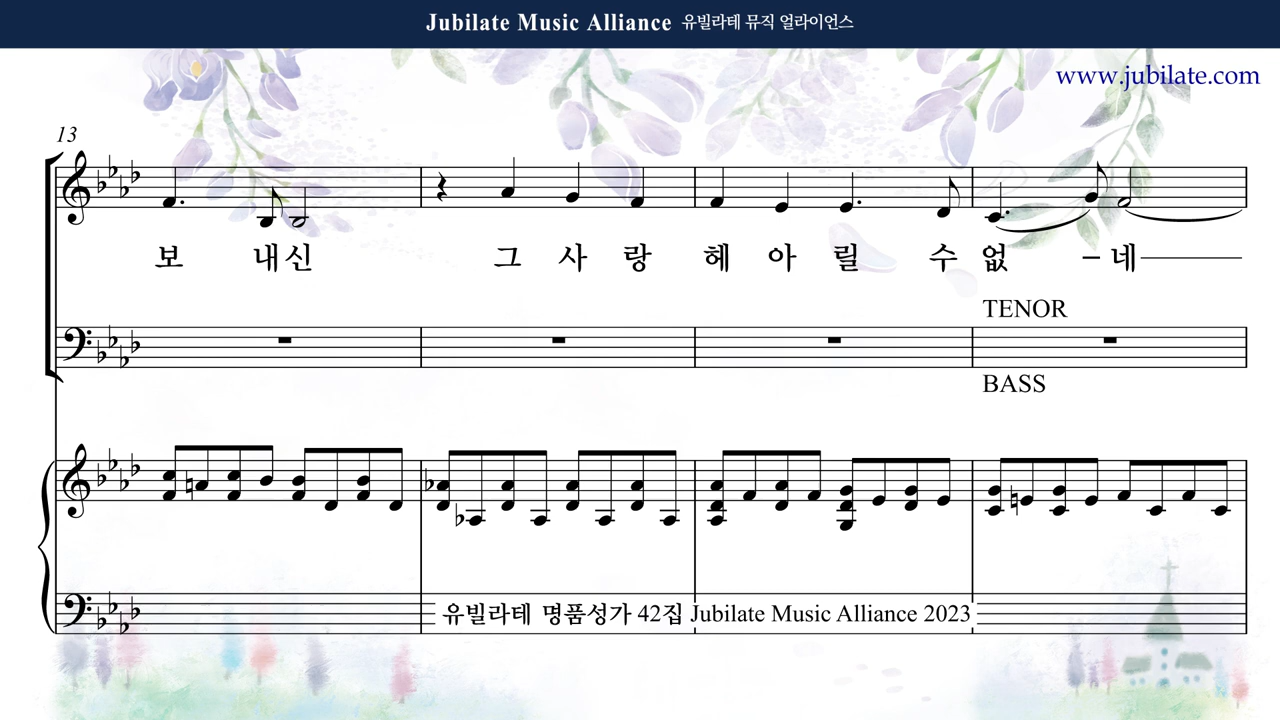 Jubilate Music Alliance 유빌라테 뮤직 얼라이언스
www.jubilate.com
13
보 내신 그 사 랑 헤 아 릴 수 없 - 네
TENOR
BASS
유빌라테 명품성가 42집 Jubilate Music Alliance 2023